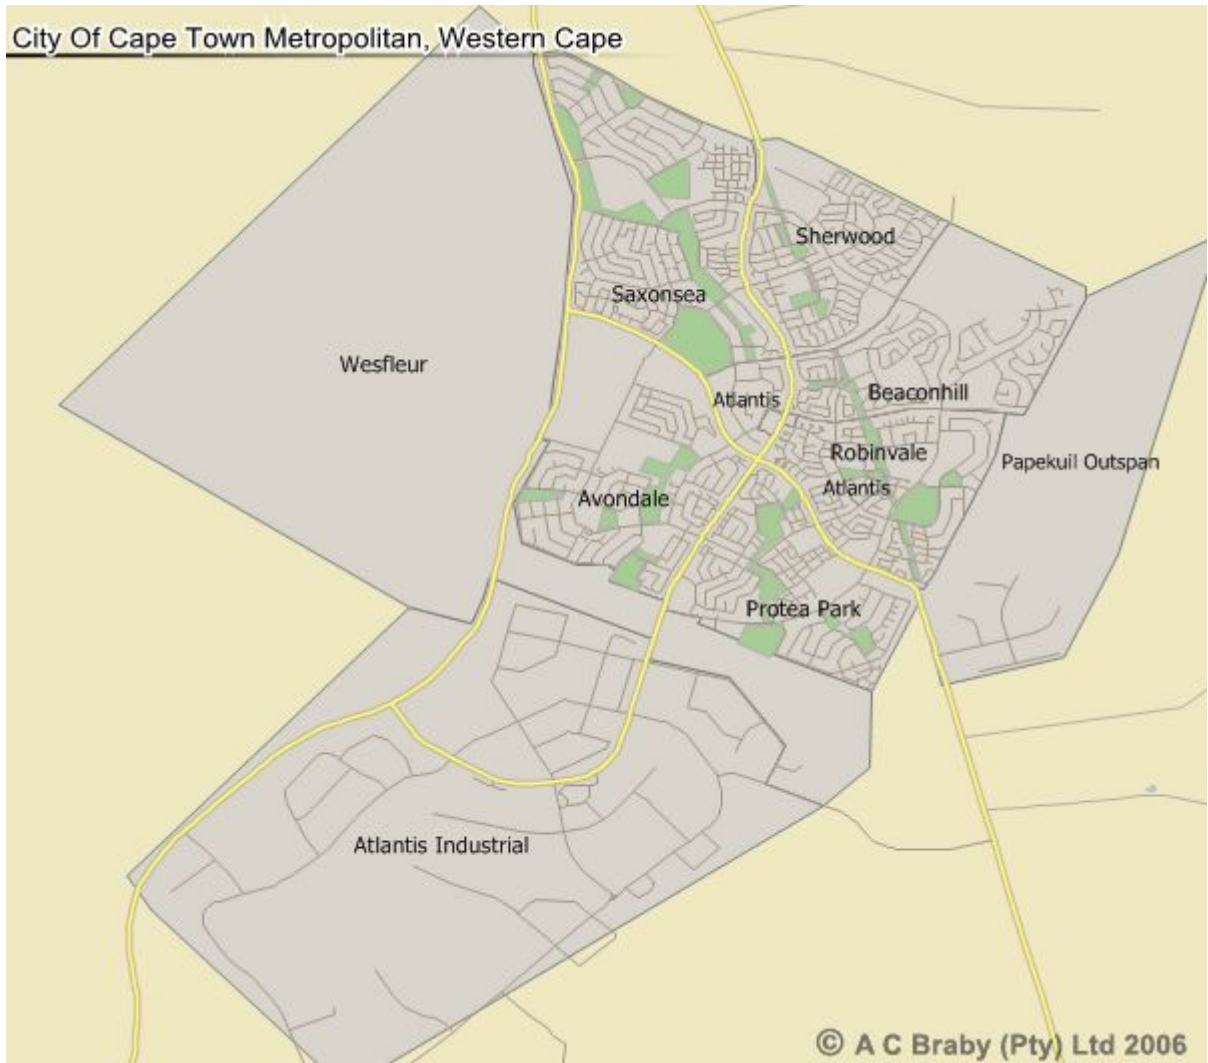 City Of Cape Town Metropolitan, Western Cape
Sherwood
Saxonsea
Wesfleur
Beaconhill
Atlantis
Robinvale
Papekuil Outspan
Atlantis
Avondale
Protea Park
Atlantis Industrial
© A C Braby (Pty) Ltd 2006